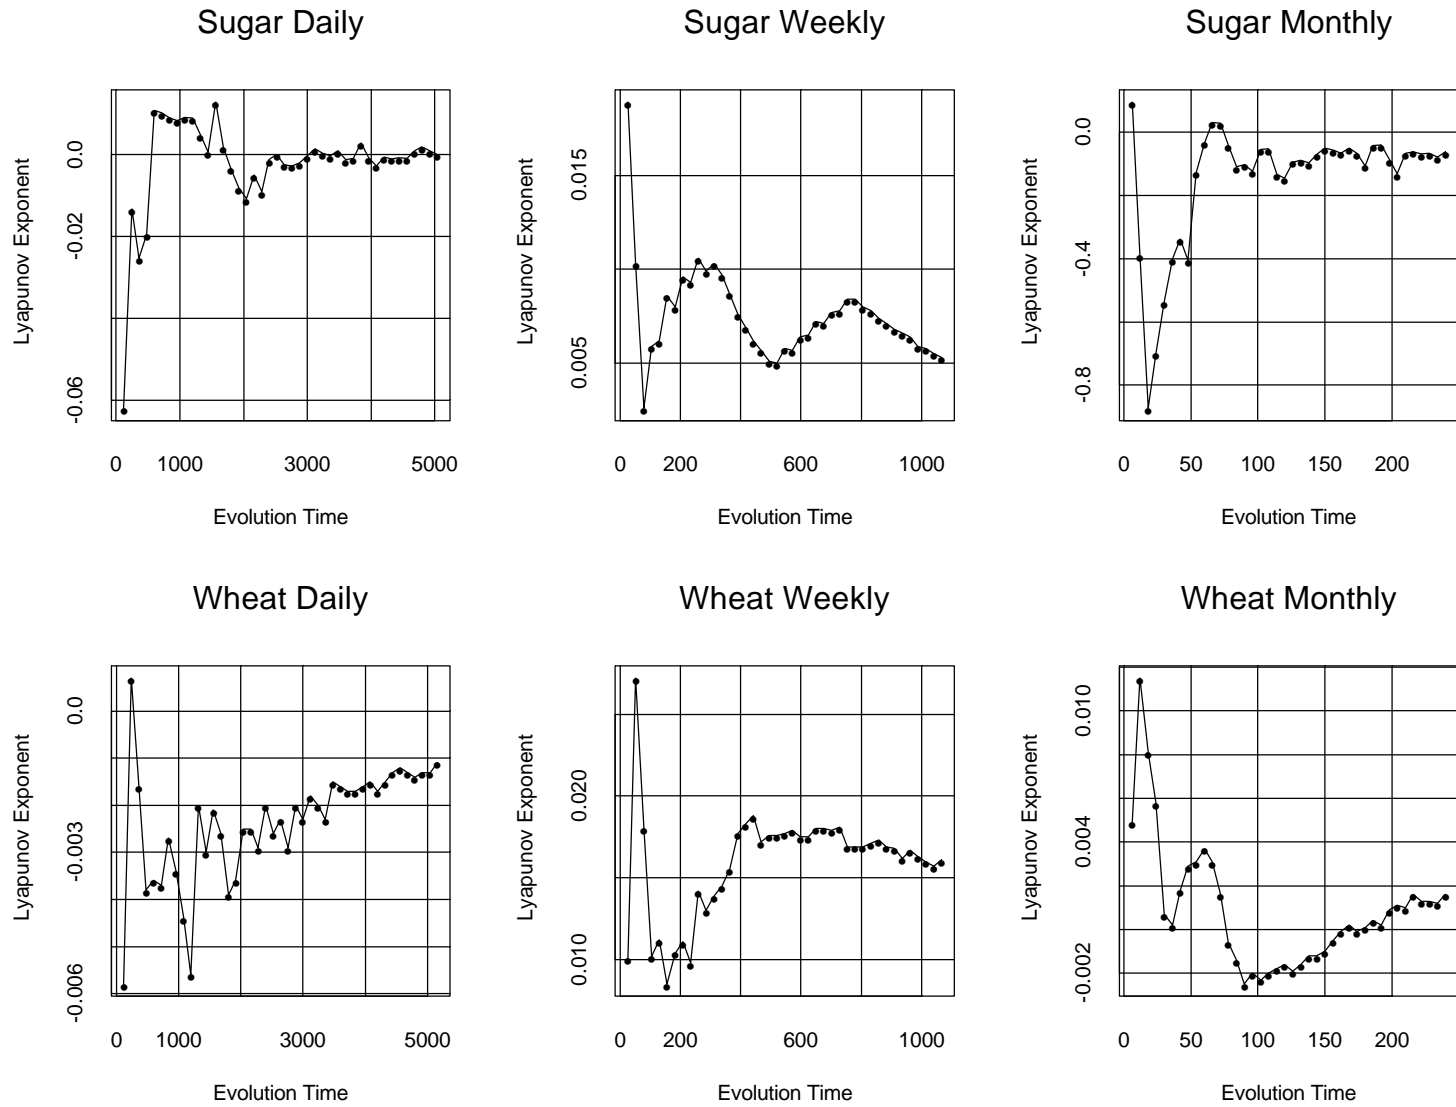 Sugar Daily
Lyapunov Exponent
0.0
-0.02
-0.06
0 1000 3000 5000
Evolution Time
Sugar Weekly
Lyapunov Exponent
0.015
0.005
0 200 600 1000
Evolution Time
Sugar Monthly
Lyapunov Exponent
0.0
-0.4
-0.8
0 50 100 150 200
Evolution Time
Wheat Daily
Lyapunov Exponent
0.0
-0.003
-0.006
0 1000 3000 5000
Evolution Time
Wheat Weekly
Lyapunov Exponent
0.020
0.010
0 200 600 1000
Evolution Time
Wheat Monthly
Lyapunov Exponent
0.010
0.004
-0.002
0 50 100 150 200
Evolution Time